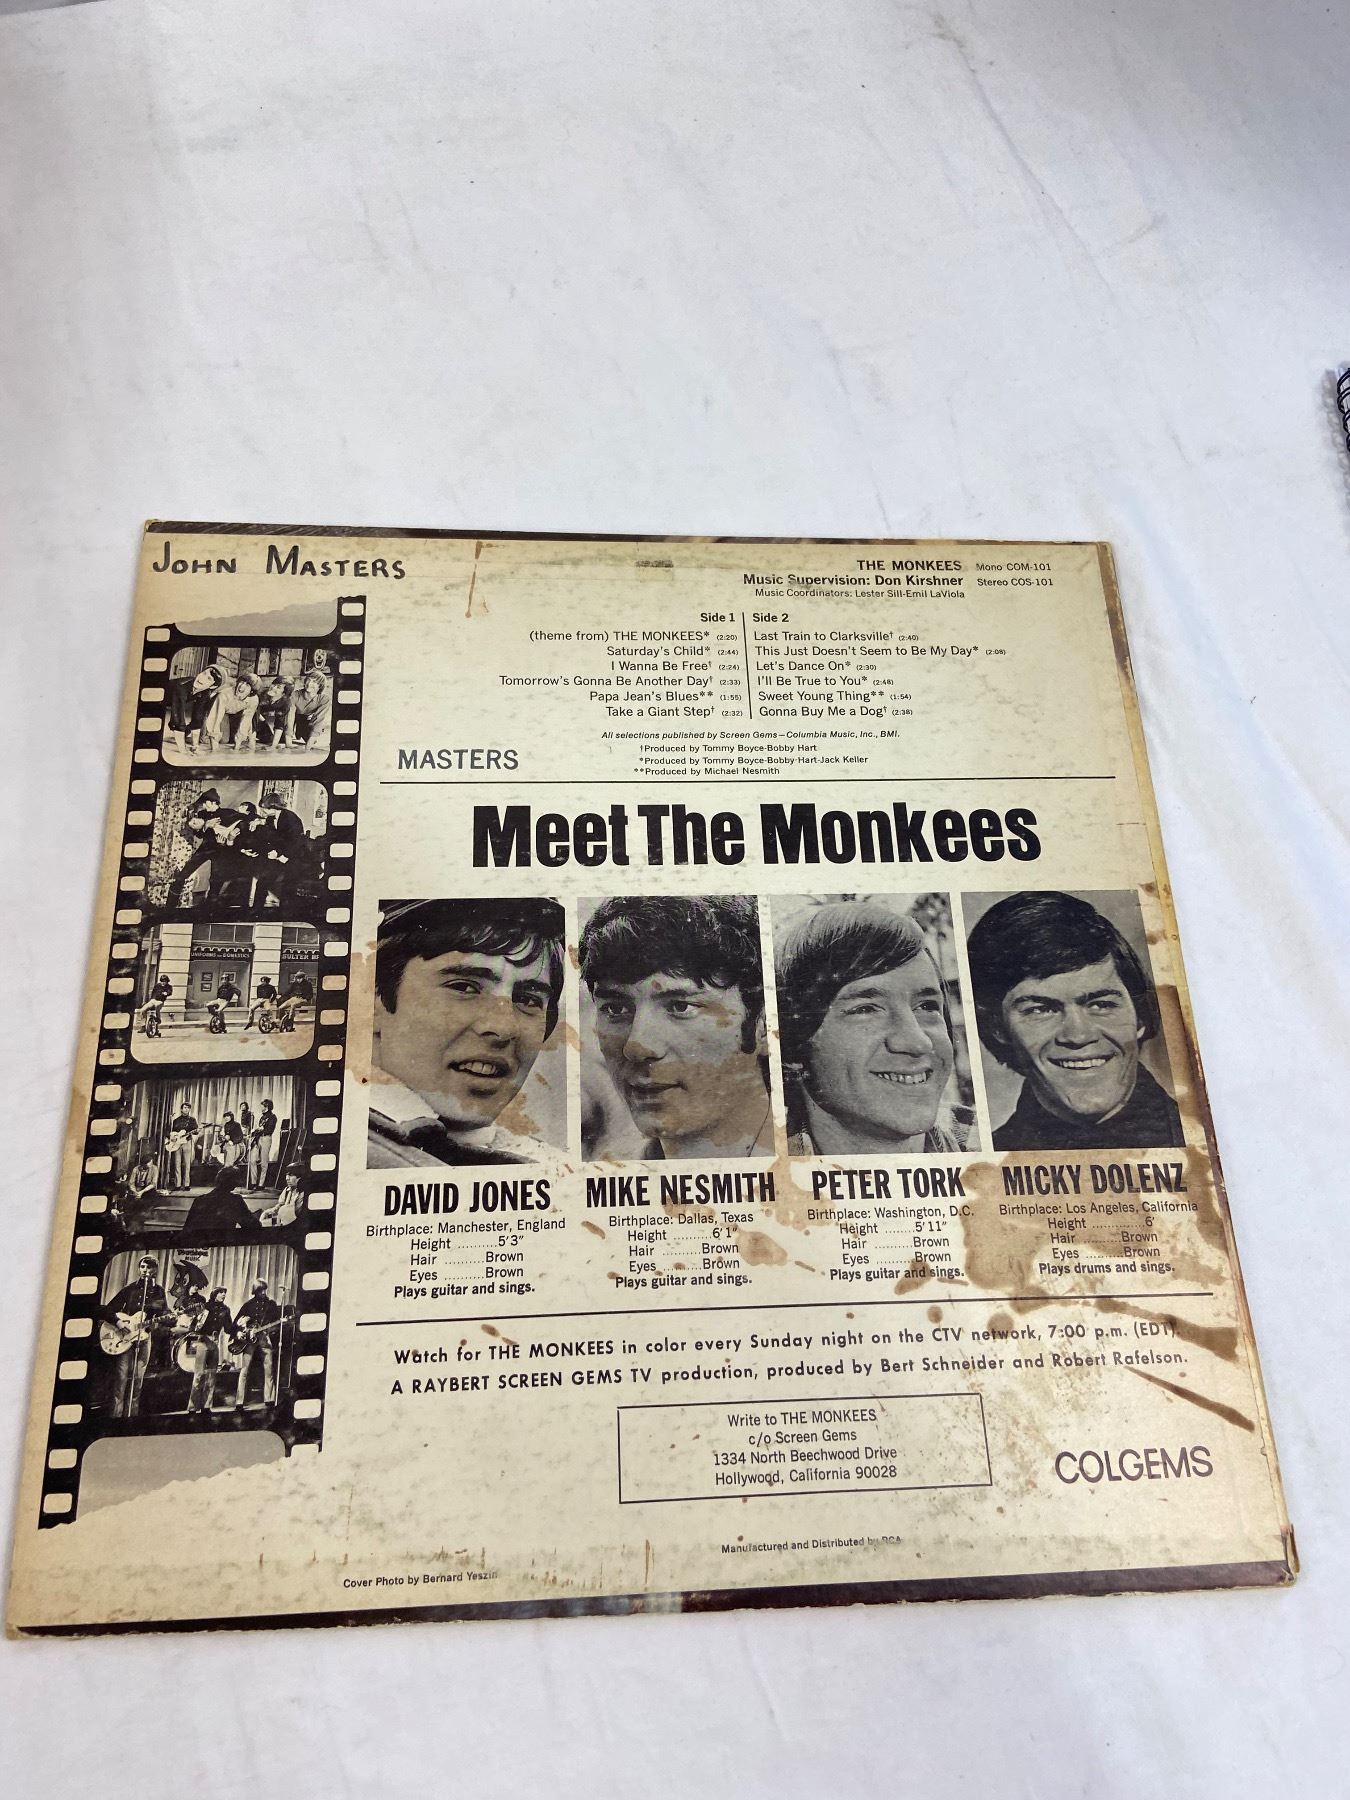 JOHN MASTERS
THE MONKEES Mono COM-101
Music Supervision: Don Kirshner Stereo COS-101
Music Coordinators: Lester Sill-Emil LaViola
Side 1 Side 2
(theme from) THE MONKEES* (2:20) Last Train to Clarksville† (2:40)
Saturday's Child* (2:44) This Just Doesn't Seem to Be My Day* (2:08)
I Wanna Be Free† (2:24) Let's Dance On* (2:30)
Tomorrow's Gonna Be Another Day† (2:33) I'll Be True to You* (2:48)
Papa Jean's Blues** (1:55) Sweet Young Thing** (1:54)
Take a Giant Step† (2:32) Gonna Buy Me a Dog† (2:38)
All selections published by Screen Gems—Columbia Music, Inc., BMI.
†Produced by Tommy Boyce-Bobby Hart
*Produced by Tommy Boyce-Bobby-Hart-Jack Keller
**Produced by Michael Nesmith
MASTERS
Meet The Monkees
UNIFORMS DOMESTICS
DAVID JONES
Birthplace: Manchester, England
Height ..........5'3"
Hair ..........Brown
Eyes ..........Brown
Plays guitar and sings.
MIKE NESMITH
Birthplace: Dallas, Texas
Height ..........6'1"
Hair ..........Brown
Eyes ..........Brown
Plays guitar and sings.
PETER TORK
Birthplace: Washington, D.C.
Height ........5'11"
Hair ..........Brown
Eyes ..........Brown
Plays guitar and sings.
MICKY DOLENZ
Birthplace: Los Angeles, California
Height ..............6'
Hair ..........Brown
Eyes ..........Brown
Plays drums and sings.
Watch for THE MONKEES in color every Sunday night on the CTV network, 7:00 p.m. (EDT).
A RAYBERT SCREEN GEMS TV production, produced by Bert Schneider and Robert Rafelson.
Write to THE MONKEES
c/o Screen Gems
1334 North Beechwood Drive
Hollywood, California 90028
COLGEMS
Manufactured and Distributed by RCA
Cover Photo by Bernard Yeszin